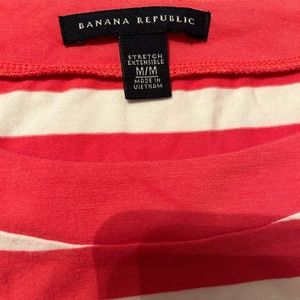 BANANA REPUBLIC
STRETCH
EXTENSIBLE
M/M
MADE IN
VIETNAM